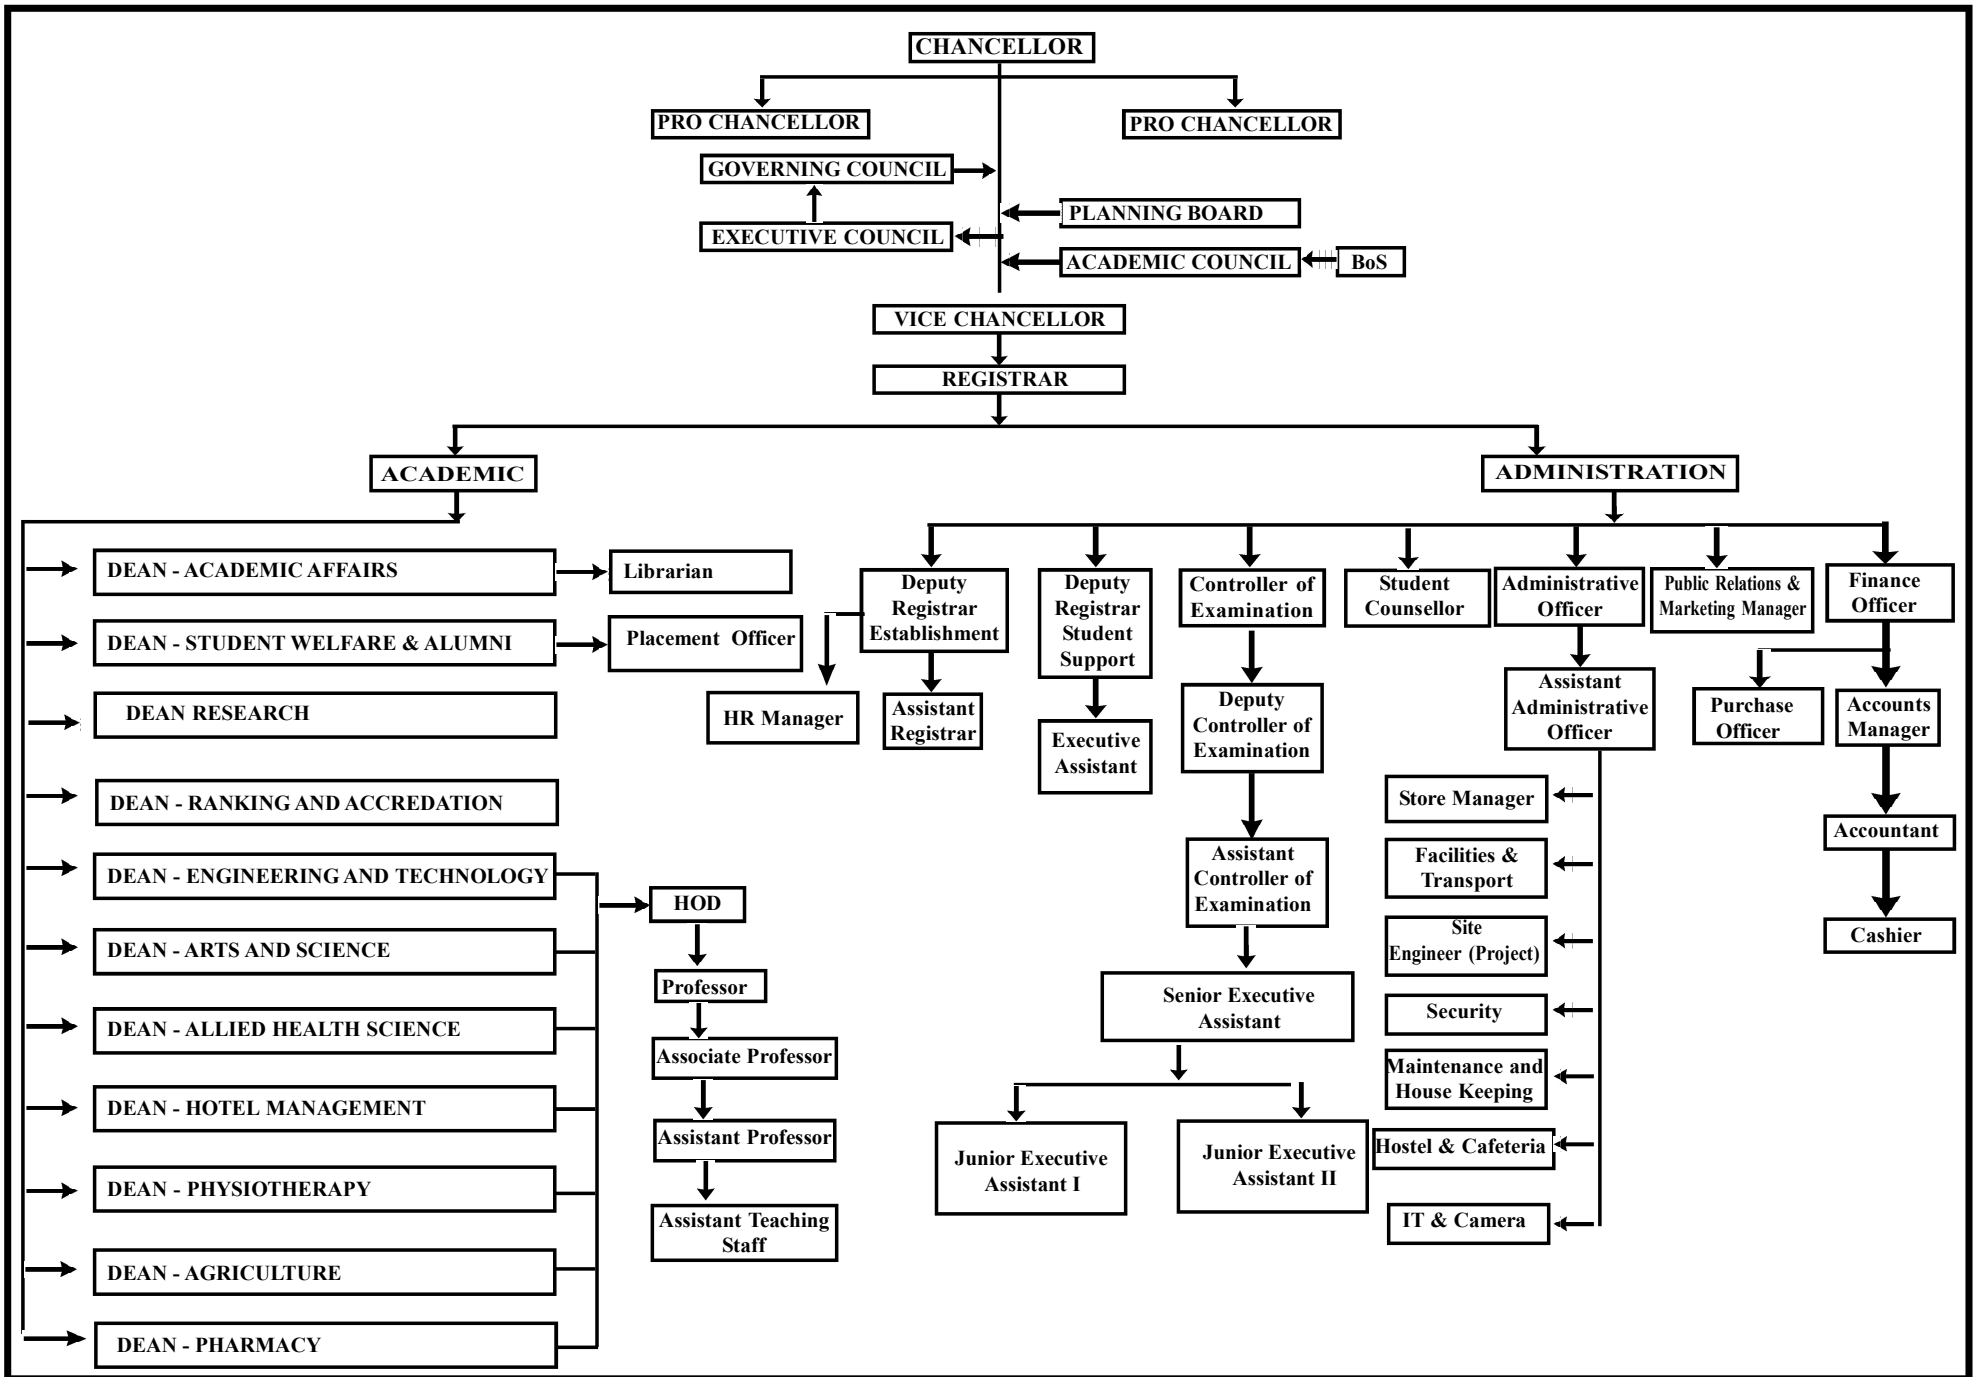 CHANCELLOR
PRO CHANCELLOR
PRO CHANCELLOR
GOVERNING COUNCIL
PLANNING BOARD
EXECUTIVE COUNCIL
ACADEMIC COUNCIL
BoS
VICE CHANCELLOR
REGISTRAR
ACADEMIC
ADMINISTRATION
DEAN - ACADEMIC AFFAIRS
Librarian
DEAN - STUDENT WELFARE & ALUMNI
Placement Officer
DEAN RESEARCH
DEAN - RANKING AND ACCREDATION
DEAN - ENGINEERING AND TECHNOLOGY
DEAN - ARTS AND SCIENCE
DEAN - ALLIED HEALTH SCIENCE
DEAN - HOTEL MANAGEMENT
DEAN - PHYSIOTHERAPY
DEAN - AGRICULTURE
DEAN - PHARMACY
HOD
Professor
Associate Professor
Assistant Professor
Assistant Teaching
Staff
Deputy
Registrar
Establishment
HR Manager
Assistant
Registrar
Deputy
Registrar
Student
Support
Executive
Assistant
Controller of
Examination
Deputy
Controller of
Examination
Assistant
Controller of
Examination
Senior Executive
Assistant
Junior Executive
Assistant I
Junior Executive
Assistant II
Student
Counsellor
Administrative
Officer
Assistant
Administrative
Officer
Store Manager
Facilities &
Transport
Site
Engineer (Project)
Security
Maintenance and
House Keeping
Hostel & Cafeteria
IT & Camera
Public Relations &
Marketing Manager
Finance
Officer
Purchase
Officer
Accounts
Manager
Accountant
Cashier